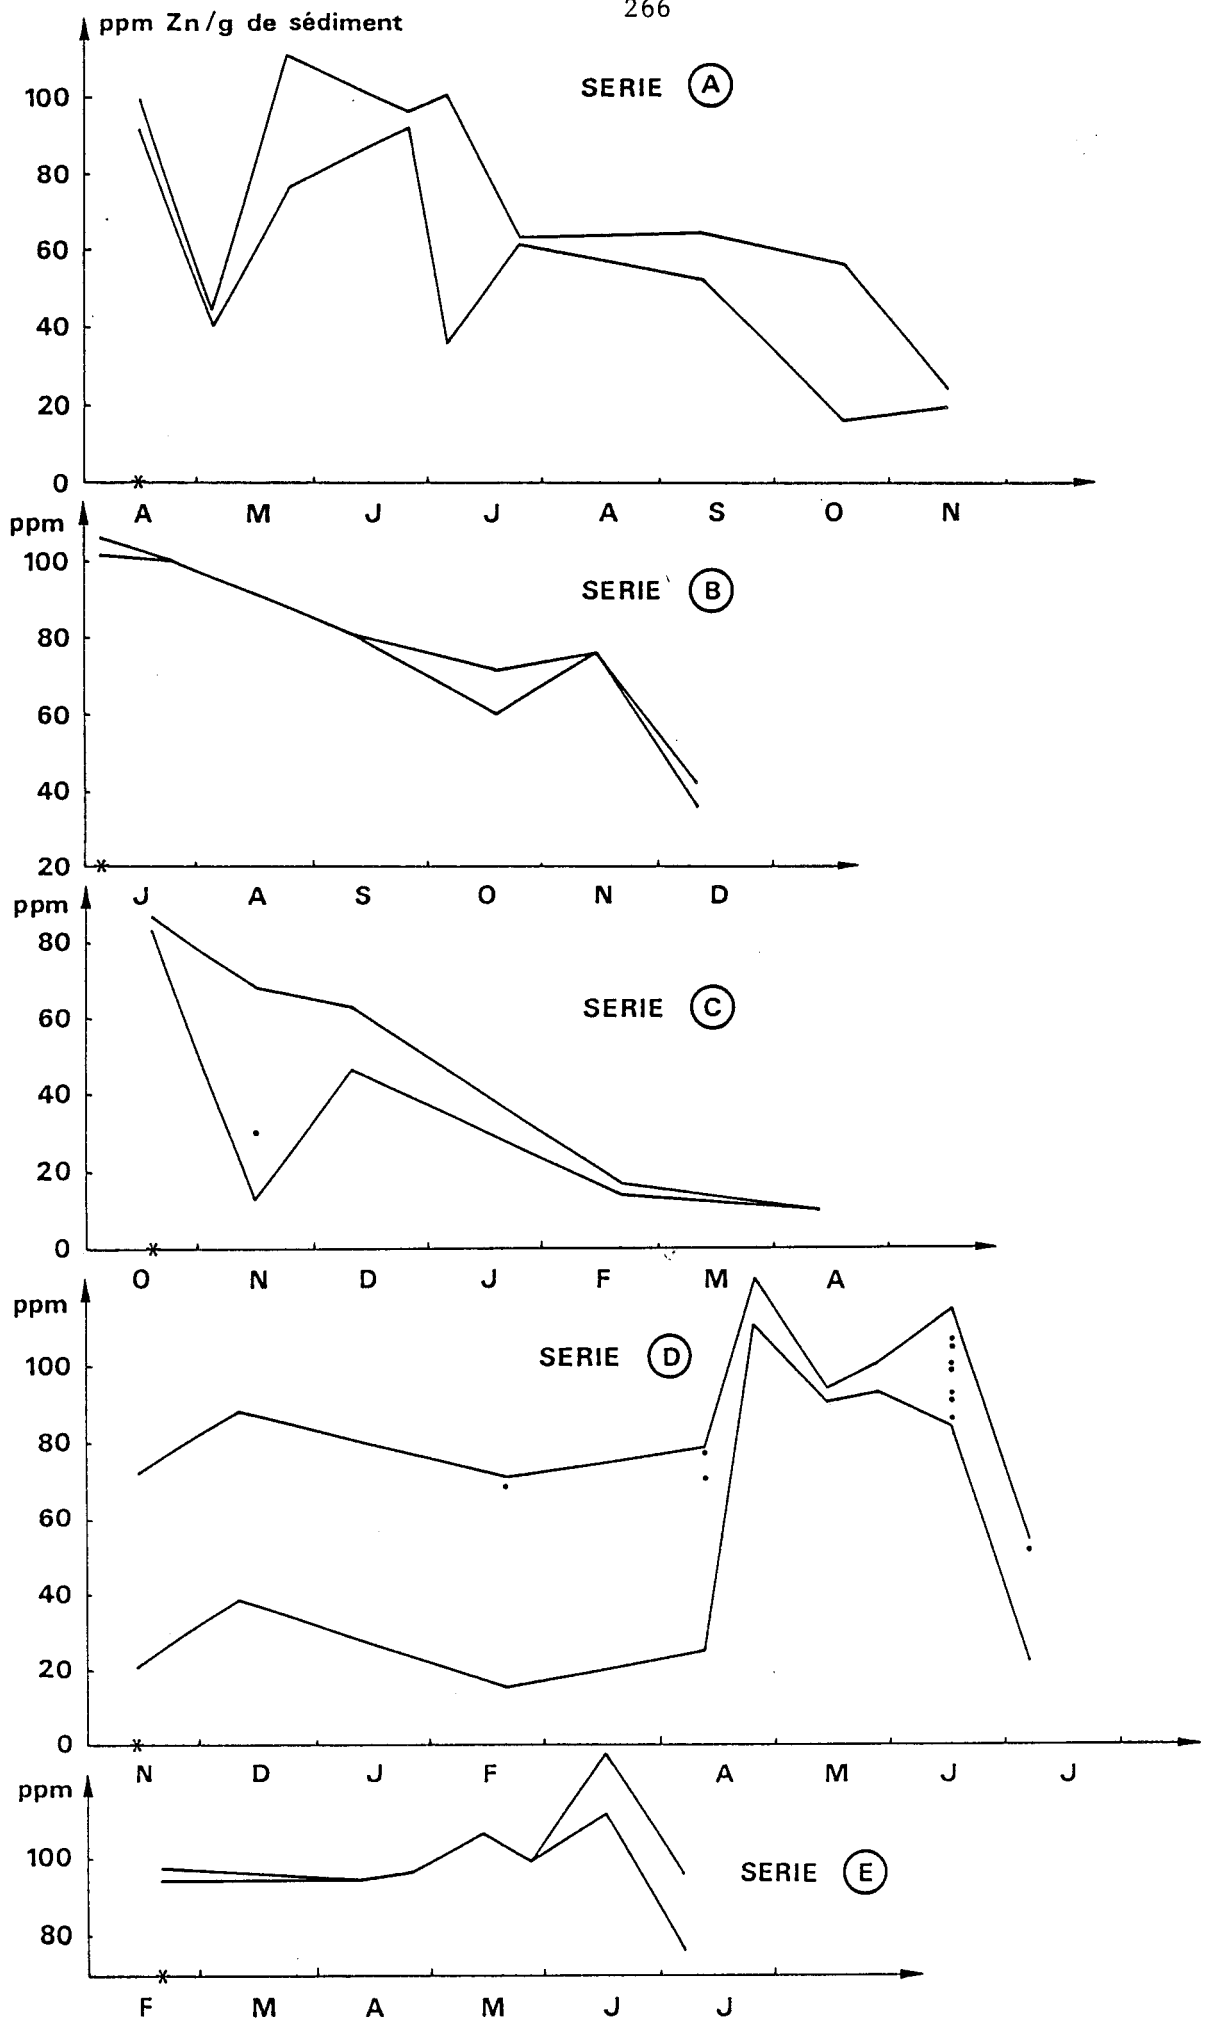 266
ppm Zn/g de sédiment
SERIE A
100
80
60
40
20
0
A M J J A S O N
ppm
SERIE B
100
80
60
40
20
J A S O N D
ppm
SERIE C
80
60
40
20
0
O N D J F M A
ppm
SERIE D
100
80
60
40
20
0
N D J F A M J J
ppm
SERIE E
100
80
F M A M J J